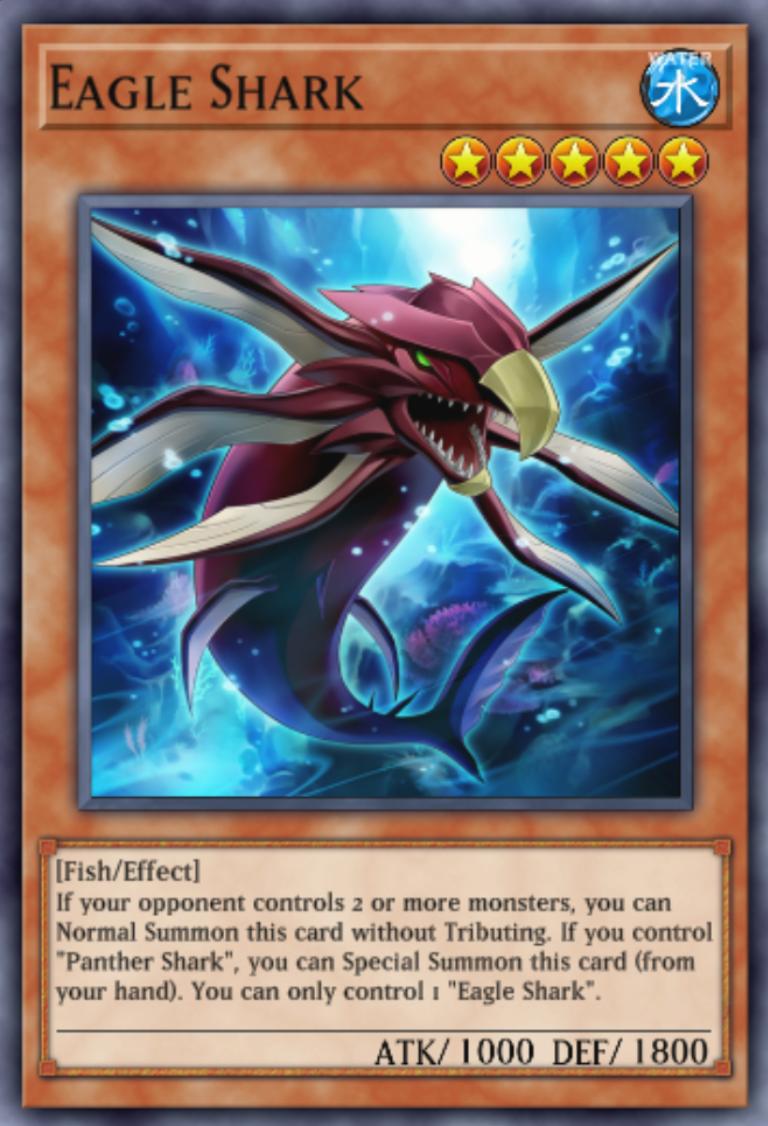 EAGLE SHARK
WATER
水
[Fish/Effect]
If your opponent controls 2 or more monsters, you can
Normal Summon this card without Tributing. If you control
"Panther Shark", you can Special Summon this card (from
your hand). You can only control 1 "Eagle Shark".
ATK/ 1000 DEF/ 1800